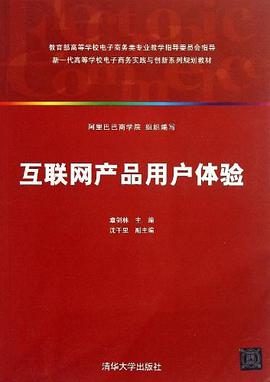 教育部高等学校电子商务类专业教学指导委员会指导
新一代高等学校电子商务实践与创新系列规划教材
阿里巴巴商学院 组织编写
互联网产品用户体验
章剑林 主 编
沈千里 副主编
清华大学出版社